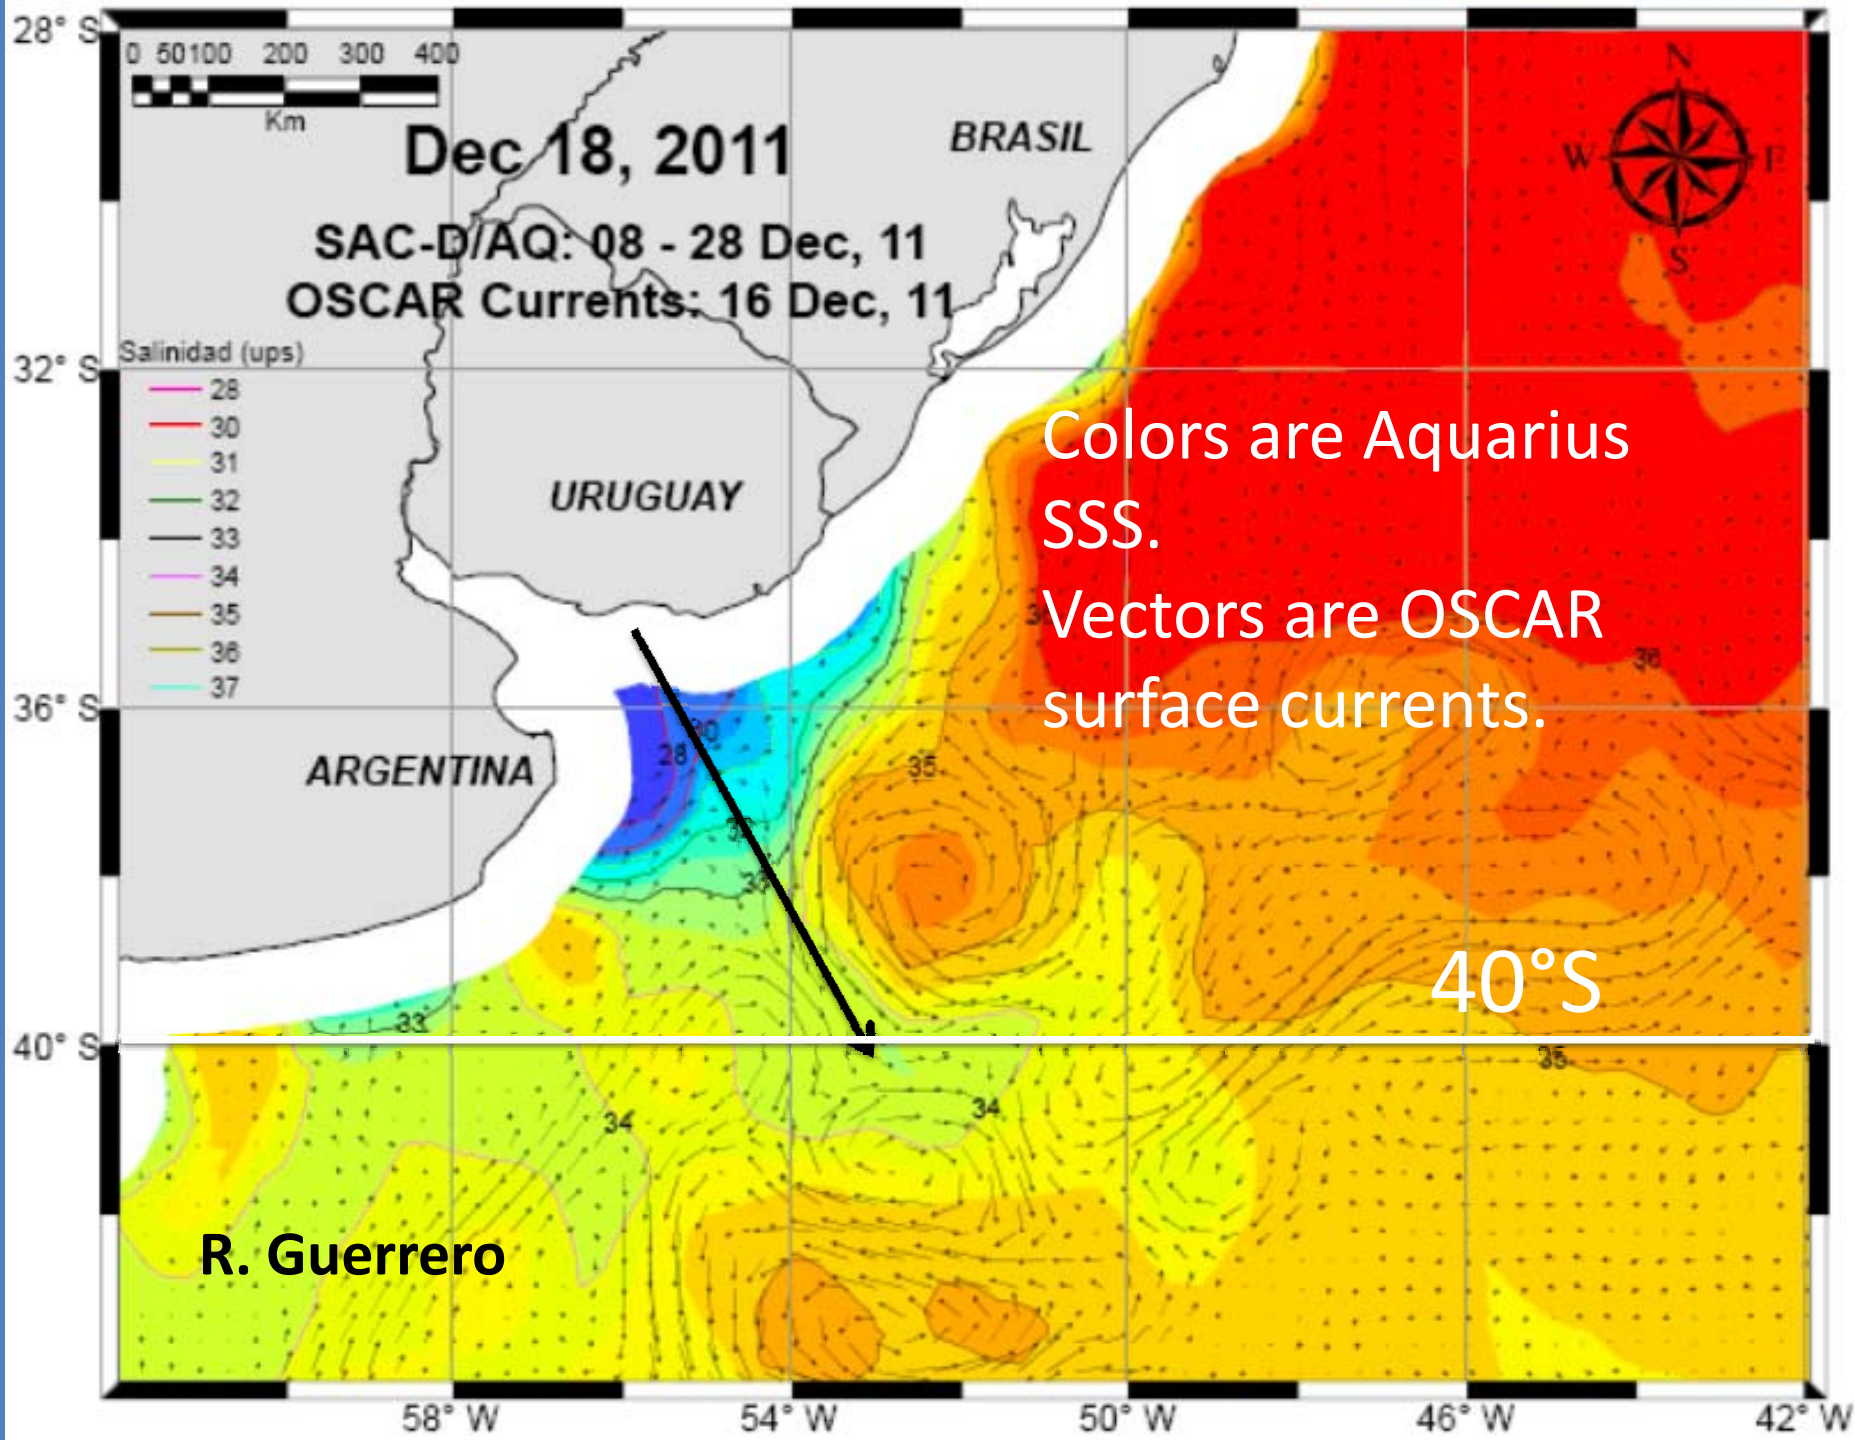 28° S
0 50 100 200 300 400
Km
N
W E
S
BRASIL
Dec 18, 2011
SAC-D/AQ: 08 - 28 Dec, 11
OSCAR Currents: 16 Dec, 11
Salinidad (ups)
28
30
31
32
33
34
35
36
37
32° S
Colors are Aquarius
SSS.
Vectors are OSCAR
surface currents.
URUGUAY
36
36° S
30
28
ARGENTINA
35
33
40°S
33
40° S
35
34
34
R. Guerrero
58° W 54° W 50° W 46° W 42° W